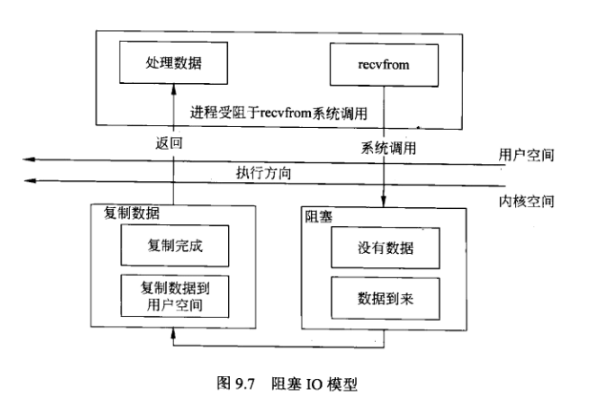 处理数据
recvfrom
进程受阻于recvfrom系统调用
返回
系统调用
用户空间
执行方向
内核空间
复制数据
阻塞
复制完成
没有数据
复制数据到
用户空间
数据到来
图 9.7 阻塞 IO 模型